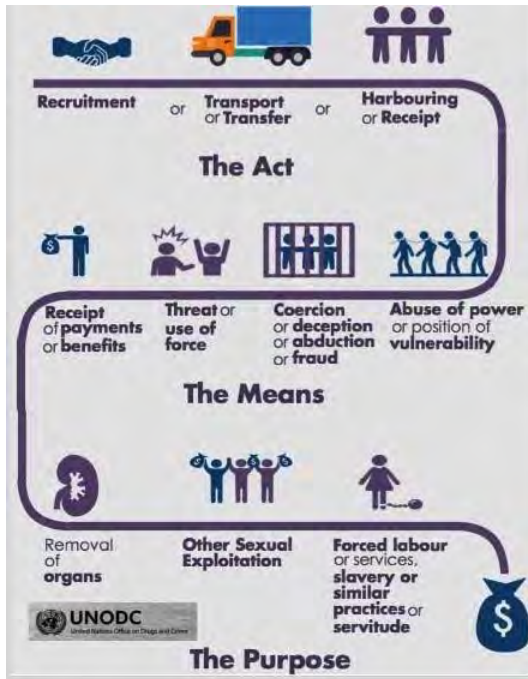 Recruitment or Transport or Transfer or Harbouring or Receipt
The Act
Receipt of payments or benefits
Threat or use of force
Coercion or deception or abduction or fraud
Abuse of power or position of vulnerability
The Means
Removal of organs
Other Sexual Exploitation
Forced labour or services, slavery or similar practices or servitude
$
UNODC
United Nations Office on Drugs and Crime
The Purpose